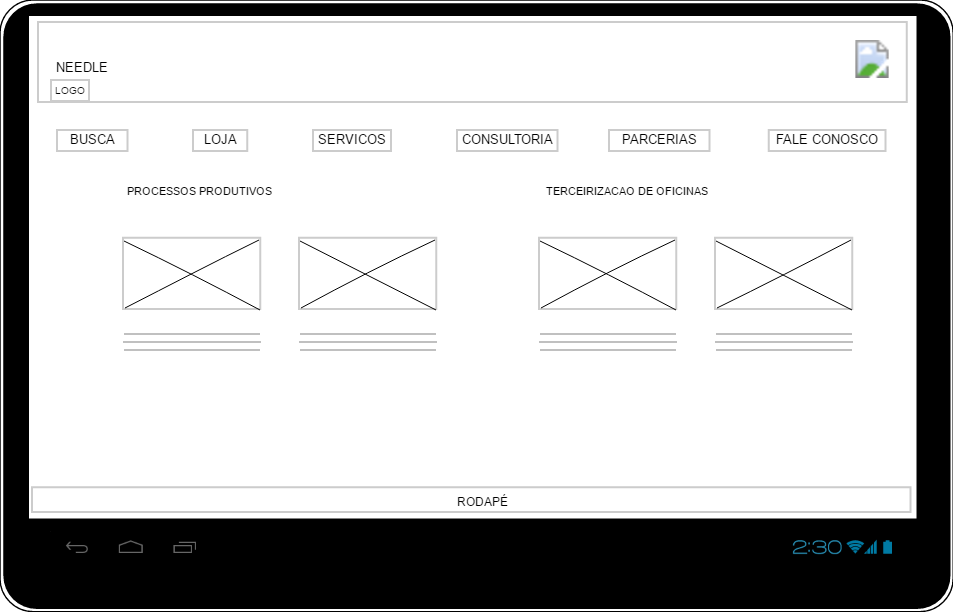 NEEDLE
LOGO
BUSCA LOJA SERVICOS CONSULTORIA PARCERIAS FALE CONOSCO
PROCESSOS PRODUTIVOS TERCEIRIZACAO DE OFICINAS
RODAPÉ
2:30